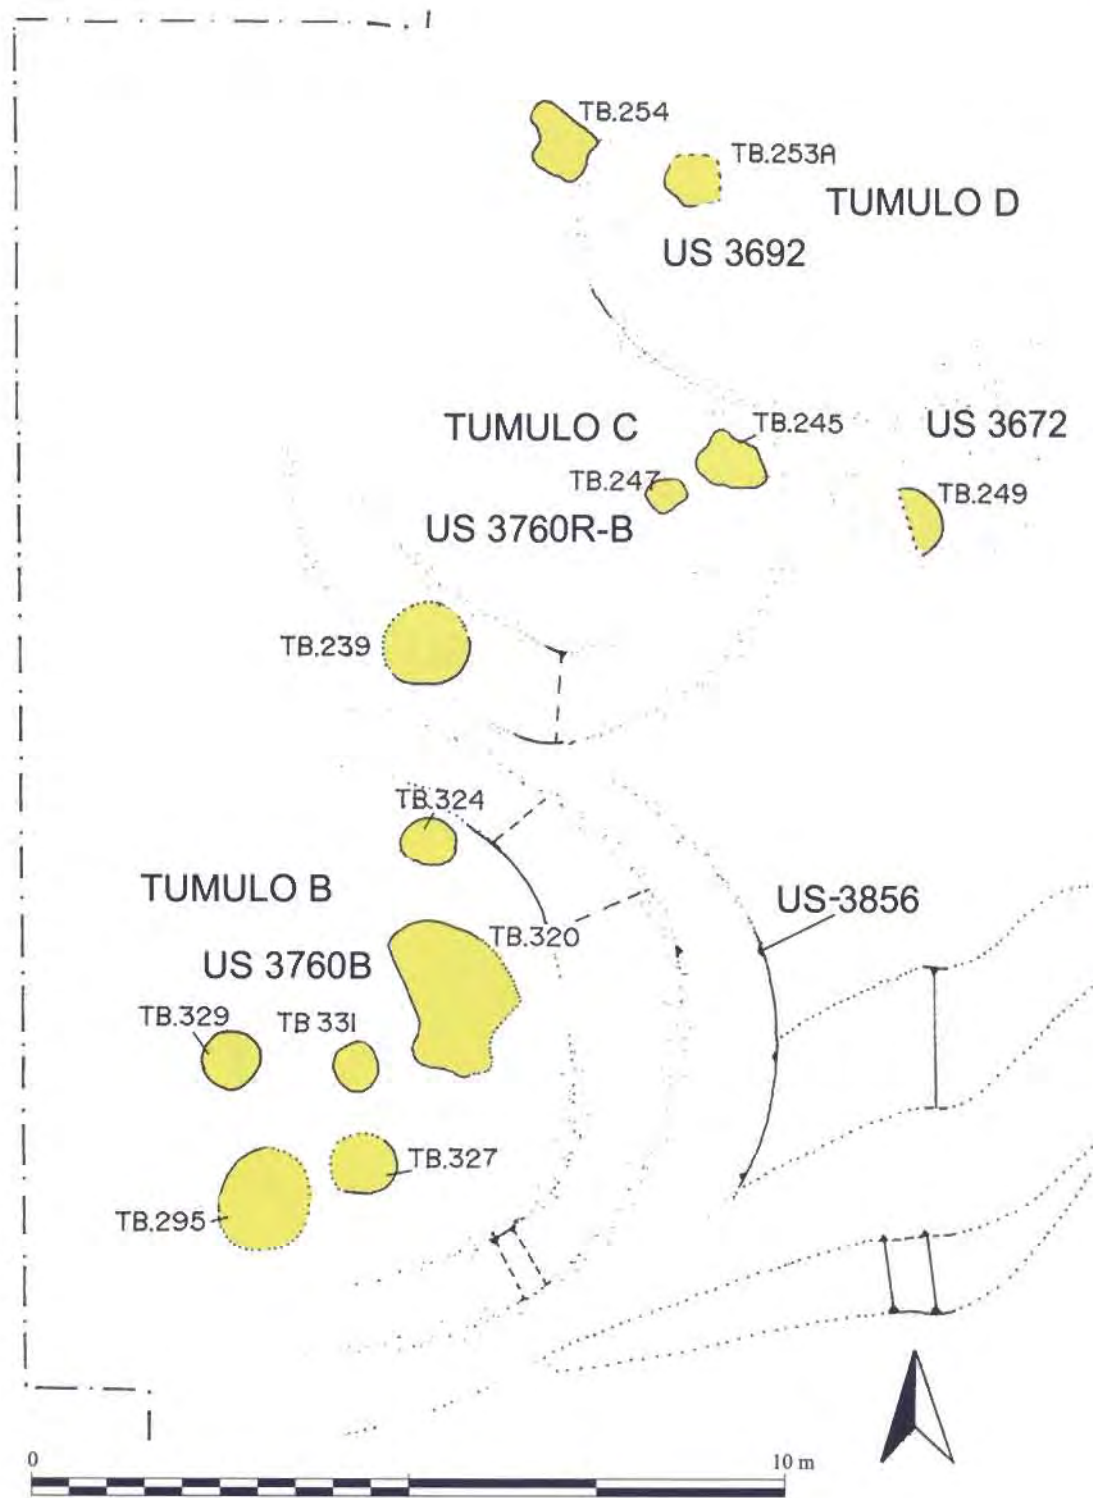 TB.254
TB.253A
TUMULO D
US 3692
TUMULO C
TB.245
US 3672
TB.247
TB.249
US 3760R-B
TB.239
TB.324
TUMULO B
US-3856
TB.320
US 3760B
TB.329
TB 331
TB.327
TB.295
0
10 m